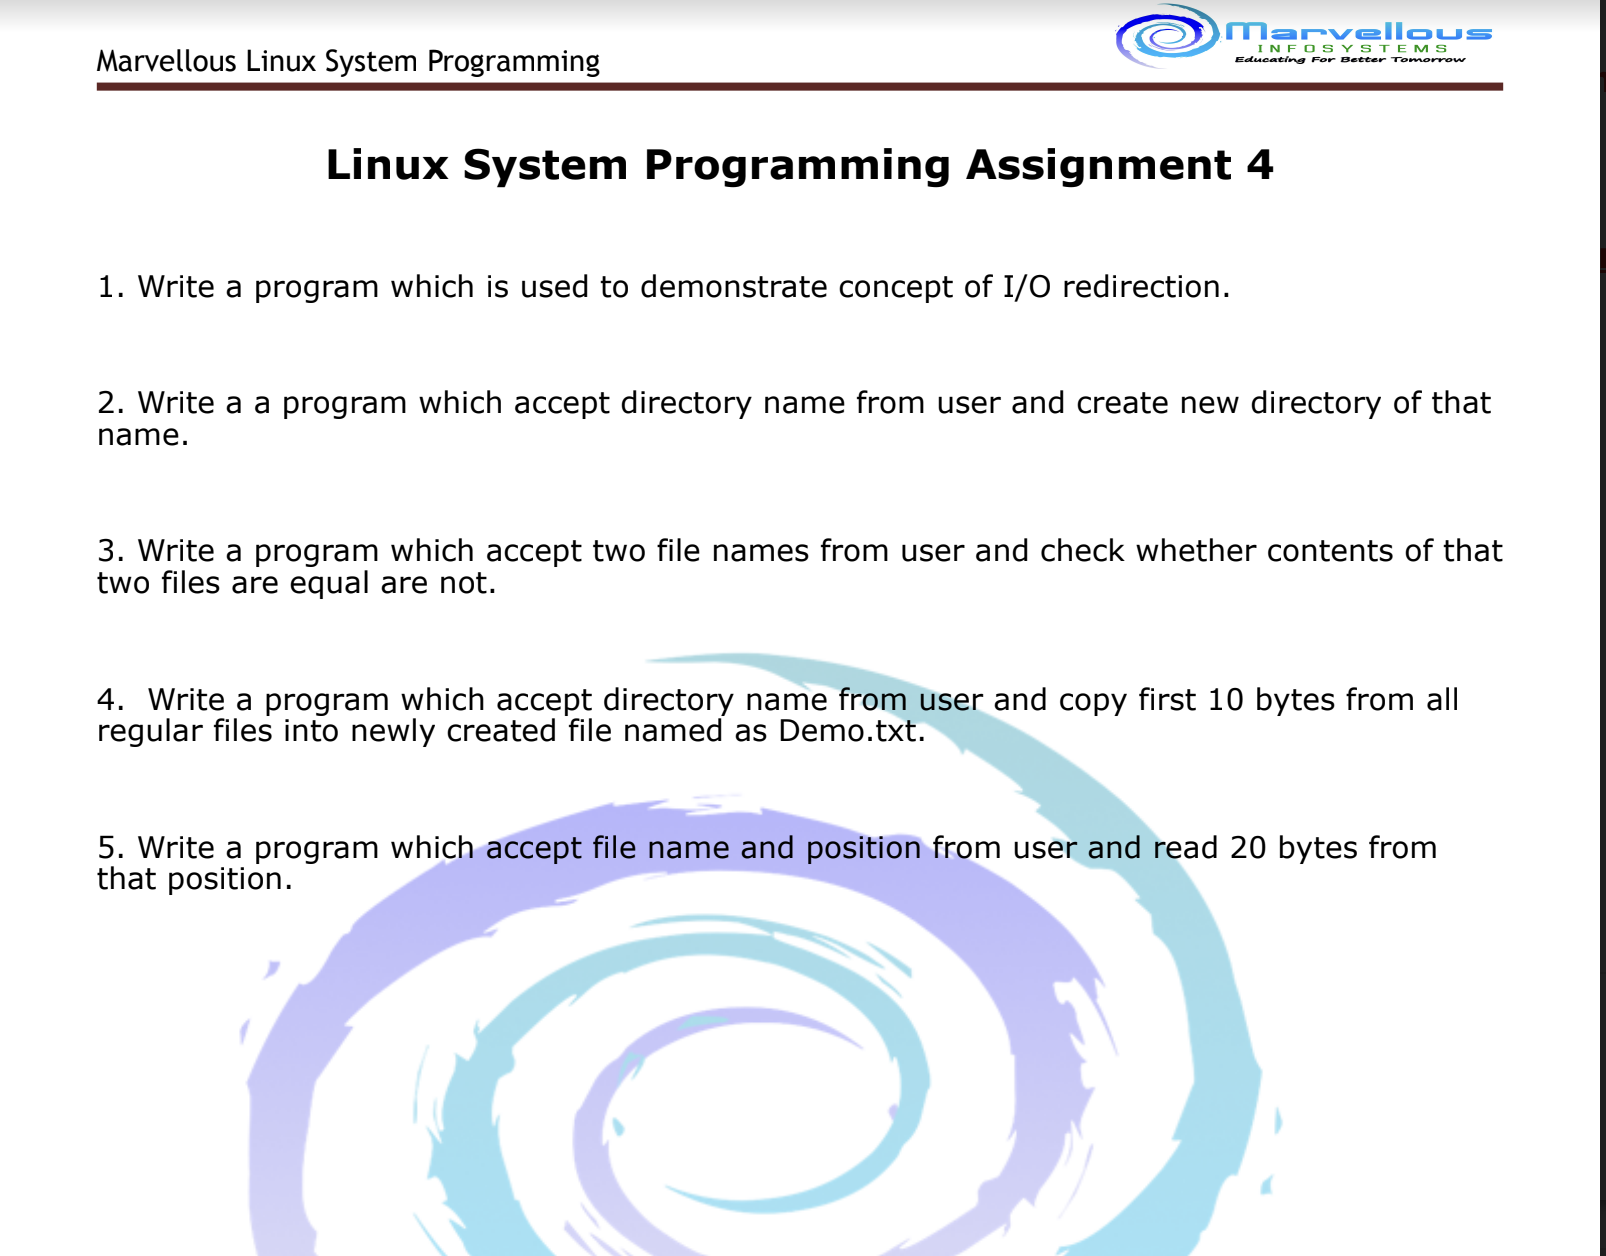 Marvellous Linux System Programming
Marvellous
INFOSYSTEMS
Educating For Better Tomorrow
Linux System Programming Assignment 4
1. Write a program which is used to demonstrate concept of I/O redirection.
2. Write a a program which accept directory name from user and create new directory of that
name.
3. Write a program which accept two file names from user and check whether contents of that
two files are equal are not.
4.  Write a program which accept directory name from user and copy first 10 bytes from all
regular files into newly created file named as Demo.txt.
5. Write a program which accept file name and position from user and read 20 bytes from
that position.